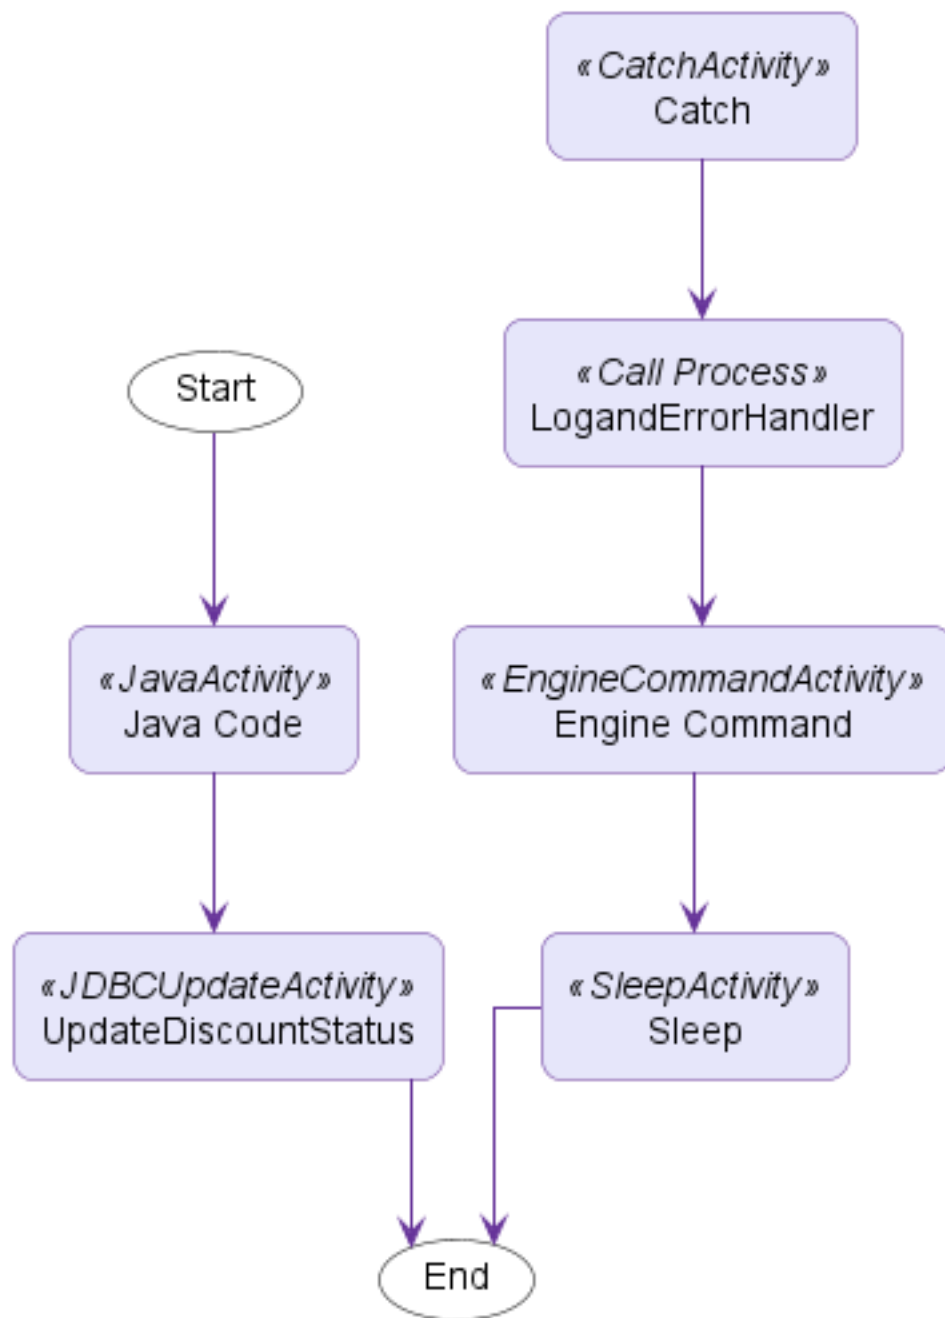 «CatchActivity»
Catch
«Call Process»
LogandErrorHandler
Start
«JavaActivity»
Java Code
«EngineCommandActivity»
Engine Command
«JDBCUpdateActivity»
UpdateDiscountStatus
«SleepActivity»
Sleep
End